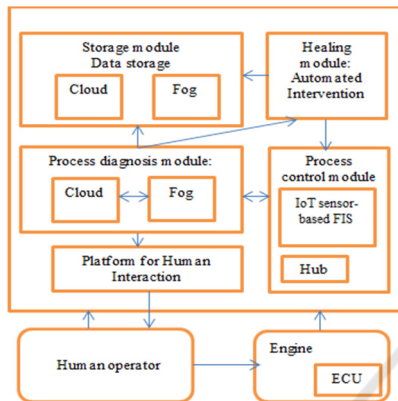 Storage module
Data storage
Cloud
Fog
Healing
module:
Automated
Intervention
Process diagnosis module:
Cloud
Fog
Process
control module
IoT sensor-
based FIS
Hub
Platform for Human
Interaction
Human operator
Engine
ECU